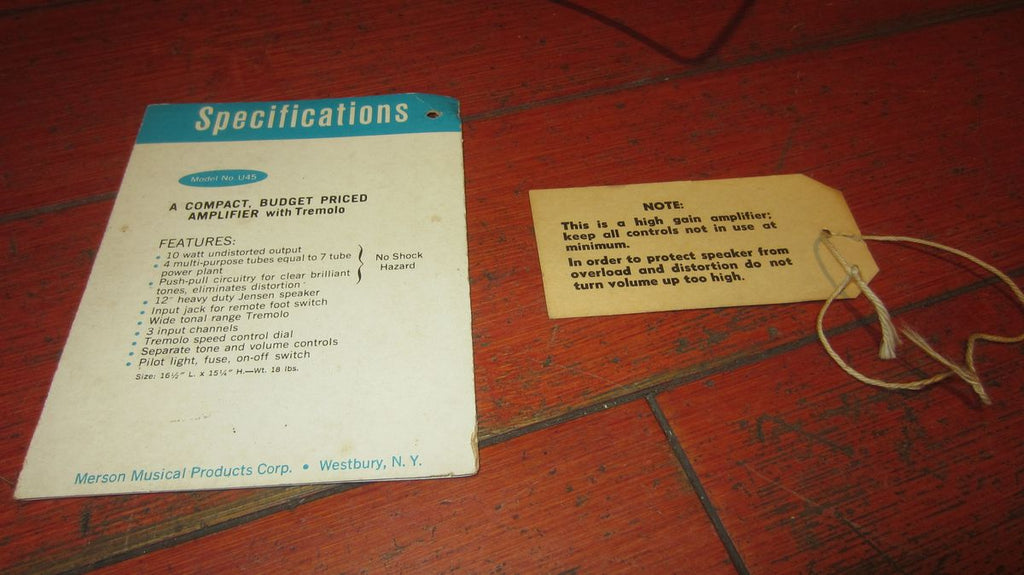 Specifications
Model No. U45
A COMPACT, BUDGET PRICED
AMPLIFIER with Tremolo
FEATURES:
• 10 watt undistorted output
• 4 multi-purpose tubes equal to 7 tube
power plant
• Push-pull circuitry for clear brilliant
tones, eliminates distortion
No Shock
Hazard
• 12" heavy duty Jensen speaker
• Input jack for remote foot switch
• Wide tonal range Tremolo
• 3 input channels
• Tremolo speed control dial
• Separate tone and volume controls
• Pilot light, fuse, on-off switch
Size: 16½" L. x 15¼" H.—Wt. 18 lbs.
Merson Musical Products Corp. • Westbury, N. Y.
NOTE:
This is a high gain amplifier;
keep all controls not in use at
minimum.
In order to protect speaker from
overload and distortion do not
turn volume up too high.